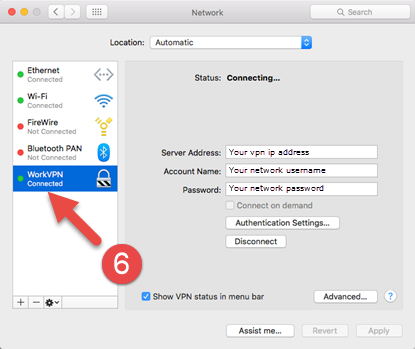 Network
Search
Location: Automatic
Ethernet
Connected
Wi-Fi
Connected
FireWire
Not Connected
Bluetooth PAN
Not Connected
WorkVPN
Connected
6
Status: Connecting...
Server Address: Your vpn ip address
Account Name: Your network username
Password: Your network password
Connect on demand
Authentication Settings...
Disconnect
Show VPN status in menu bar
Advanced...
?
Assist me...
Revert
Apply